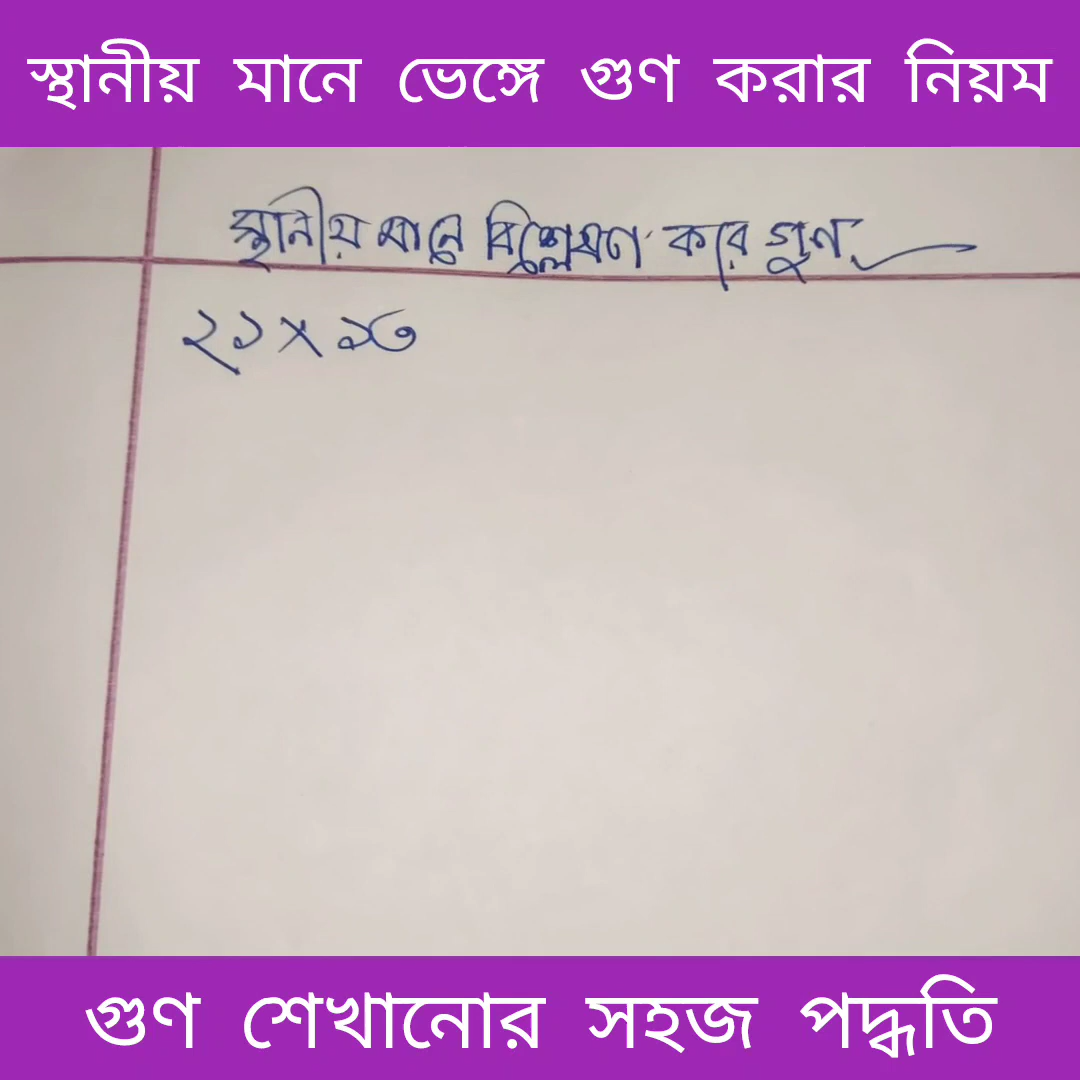 স্থানীয় মানে ভেঙ্গে গুণ করার নিয়ম
স্থানীয় মানে বিশ্লেষণ করে গুণ
২১×১৩
গুণ শেখানোর সহজ পদ্ধতি